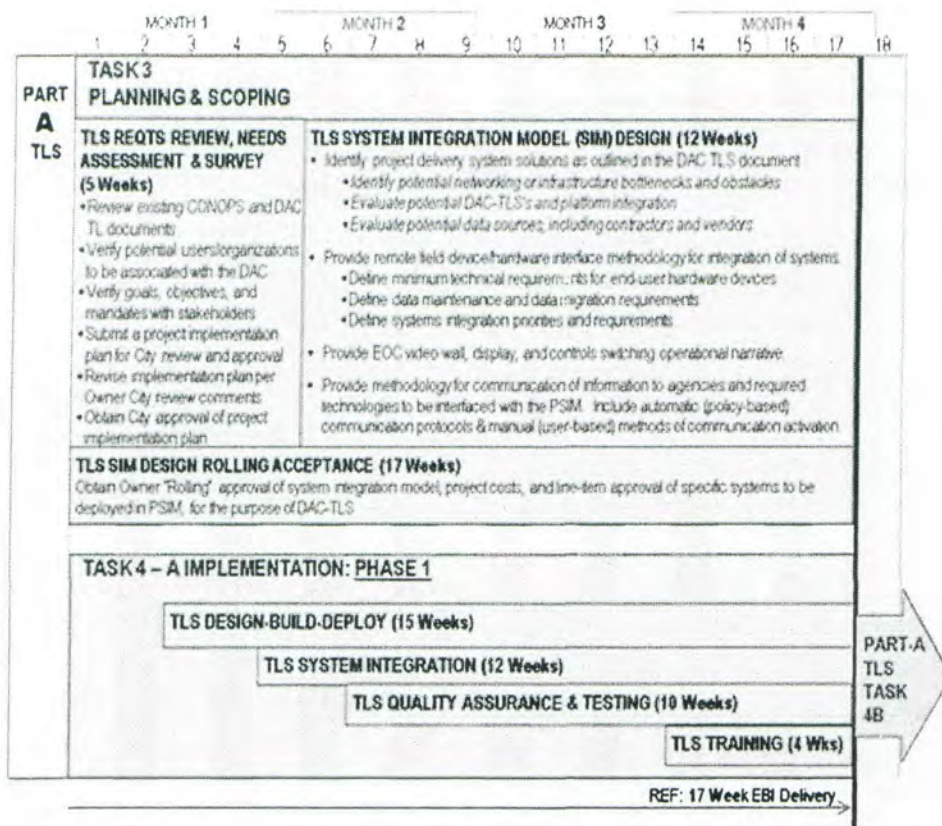 MONTH 1 MONTH 2 MONTH 3 MONTH 4
1 2 3 4 5 6 7 8 9 10 11 12 13 14 15 16 17 18
PART
A
TLS
TASK 3
PLANNING & SCOPING
TLS REQTS REVIEW, NEEDS
ASSESSMENT & SURVEY
(5 Weeks)
• Review existing CONOPS and DAC
TL documents
• Verify potential users/organizations
to be associated with the DAC
• Verify goals, objectives, and
mandates with stakeholders
• Submit a project implementation
plan for City review and approval
• Revise implementation plan per
Owner City review comments
• Obtain City approval of project
implementation plan
TLS SYSTEM INTEGRATION MODEL (SIM) DESIGN (12 Weeks)
• Identify project delivery system solutions as outlined in the DAC TLS document
• Identify potential networking or infrastructure bottlenecks and obstacles
• Evaluate potential DAC-TLS's and platform integration
• Evaluate potential data sources, including contractors and vendors
• Provide remote field device/hardware interface methodology for integration of systems
• Define minimum technical requirements for end-user hardware devices
• Define data maintenance and data migration requirements
• Define systems integration priorities and requirements
• Provide EOC video wall, display, and controls switching operational narrative.
• Provide methodology for communication of information to agencies and required
technologies to be interfaced with the PSIM. Include automatic (policy-based)
communication protocols & manual (user-based) methods of communication activation
TLS SIM DESIGN ROLLING ACCEPTANCE (17 Weeks)
Obtain Owner "Rolling" approval of system integration model, project costs, and line-item approval of specific systems to be
deployed in PSIM, for the purpose of DAC-TLS
TASK 4 – A IMPLEMENTATION: PHASE 1
TLS DESIGN-BUILD-DEPLOY (15 Weeks)
TLS SYSTEM INTEGRATION (12 Weeks)
TLS QUALITY ASSURANCE & TESTING (10 Weeks)
TLS TRAINING (4 Wks)
PART-A
TLS
TASK
4B
REF: 17 Week EBI Delivery